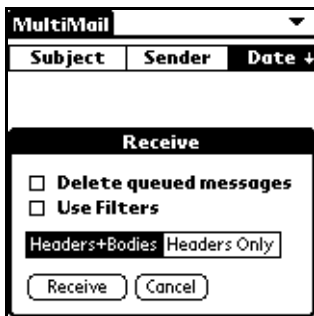 MultiMail
Subject Sender Date ↓
Receive
Delete queued messages
Use Filters
Headers+Bodies Headers Only
Receive Cancel